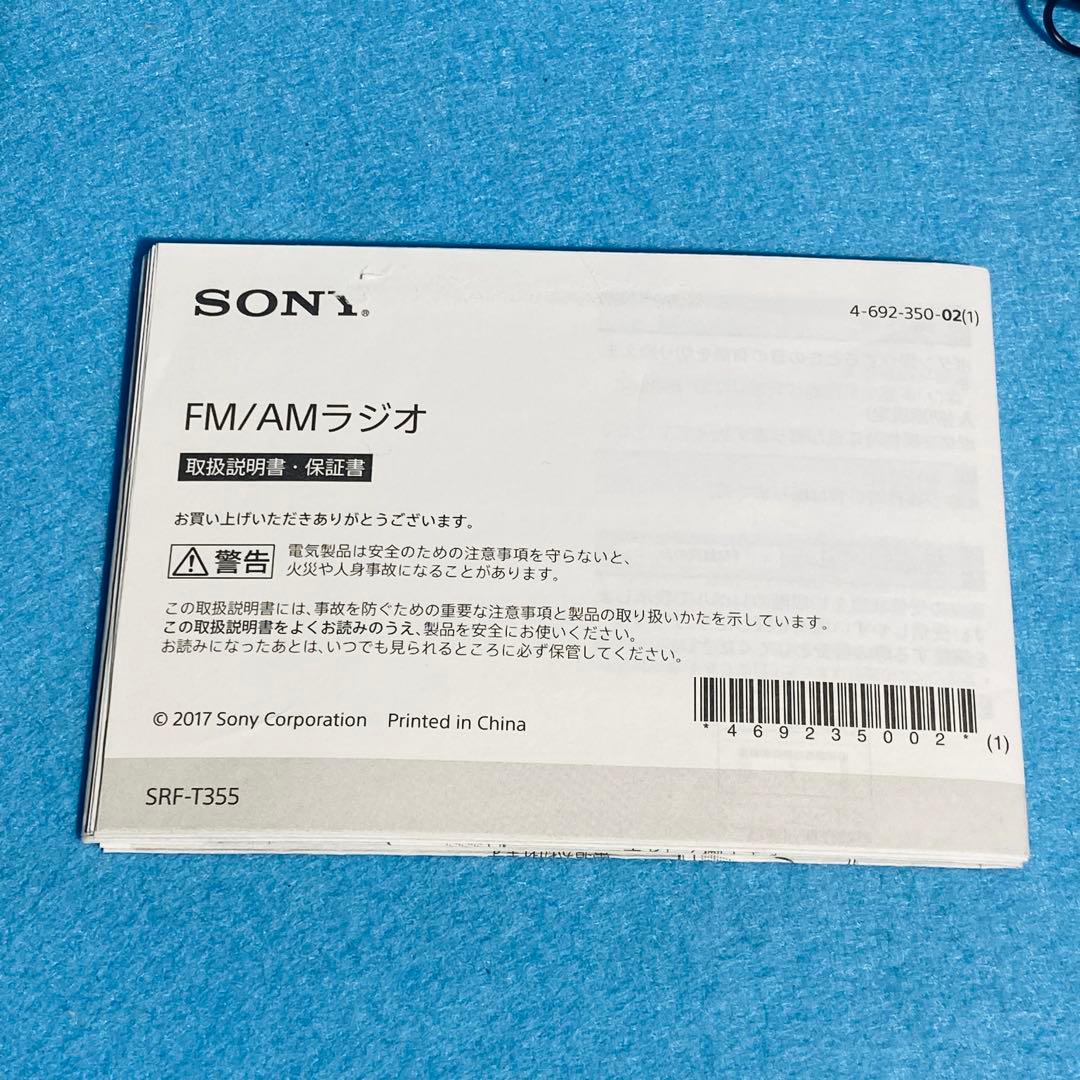 SONY®
4-692-350-02(1)
FM/AMラジオ
取扱説明書・保証書
お買い上げいただきありがとうございます。
警告
電気製品は安全のための注意事項を守らないと、
火災や人身事故になることがあります。
この取扱説明書には、事故を防ぐための重要な注意事項と製品の取り扱いかたを示しています。
この取扱説明書をよくお読みのうえ、製品を安全にお使いください。
お読みになったあとは、いつでも見られるところに必ず保管してください。
© 2017 Sony Corporation Printed in China
*469235002*
(1)
SRF-T355